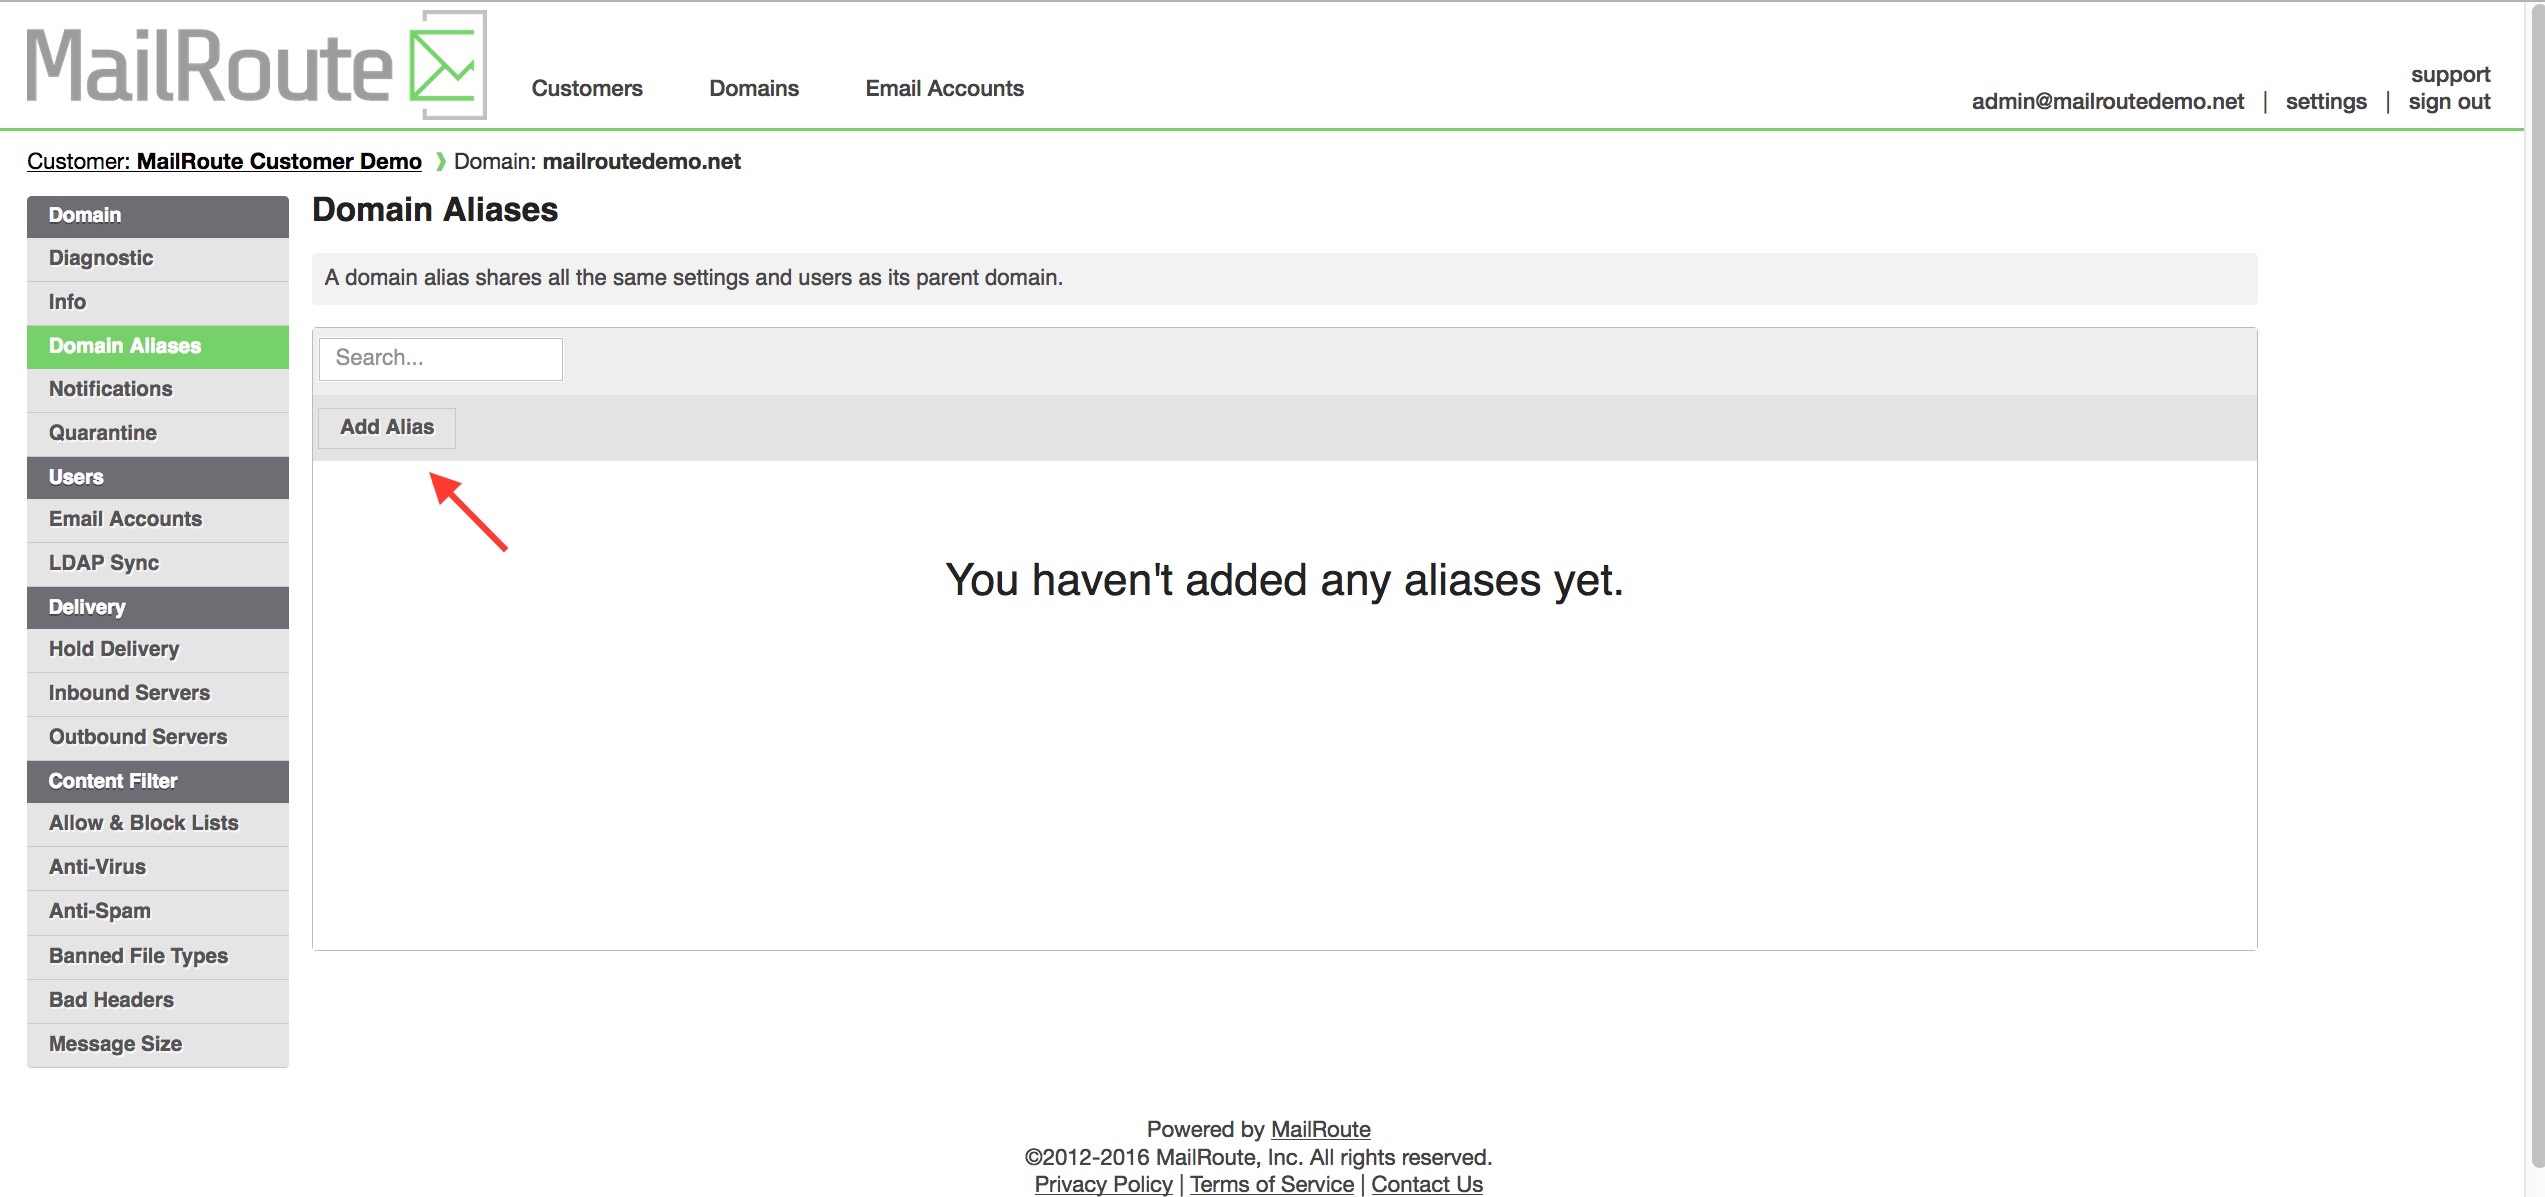 MailRoute
Customers Domains Email Accounts
support
admin@mailroutedemo.net | settings | sign out
Customer: MailRoute Customer Demo ❯ Domain: mailroutedemo.net
Domain
Diagnostic
Info
Domain Aliases
Notifications
Quarantine
Users
Email Accounts
LDAP Sync
Delivery
Hold Delivery
Inbound Servers
Outbound Servers
Content Filter
Allow & Block Lists
Anti-Virus
Anti-Spam
Banned File Types
Bad Headers
Message Size
Domain Aliases
A domain alias shares all the same settings and users as its parent domain.
Search...
Add Alias
You haven't added any aliases yet.
Powered by MailRoute
©2012-2016 MailRoute, Inc. All rights reserved.
Privacy Policy | Terms of Service | Contact Us